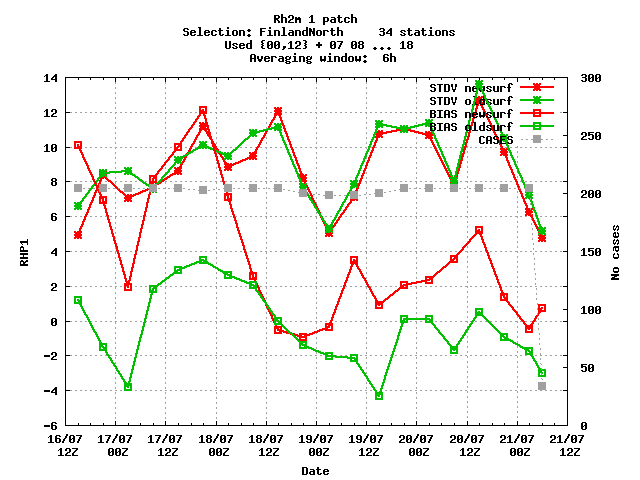 Rh2m 1 patch
Selection: FinlandNorth 34 stations
Used {00,12} + 07 08 ... 18
Averaging window: 6h
14
12
10
8
6
4
2
0
-2
-4
-6
RHP1
300
250
200
150
100
50
0
No cases
STDV newsurf
STDV oldsurf
BIAS newsurf
BIAS oldsurf
CASES
16/07 17/07 17/07 18/07 18/07 19/07 19/07 20/07 20/07 21/07 21/07
12Z 00Z 12Z 00Z 12Z 00Z 12Z 00Z 12Z 00Z 12Z
Date